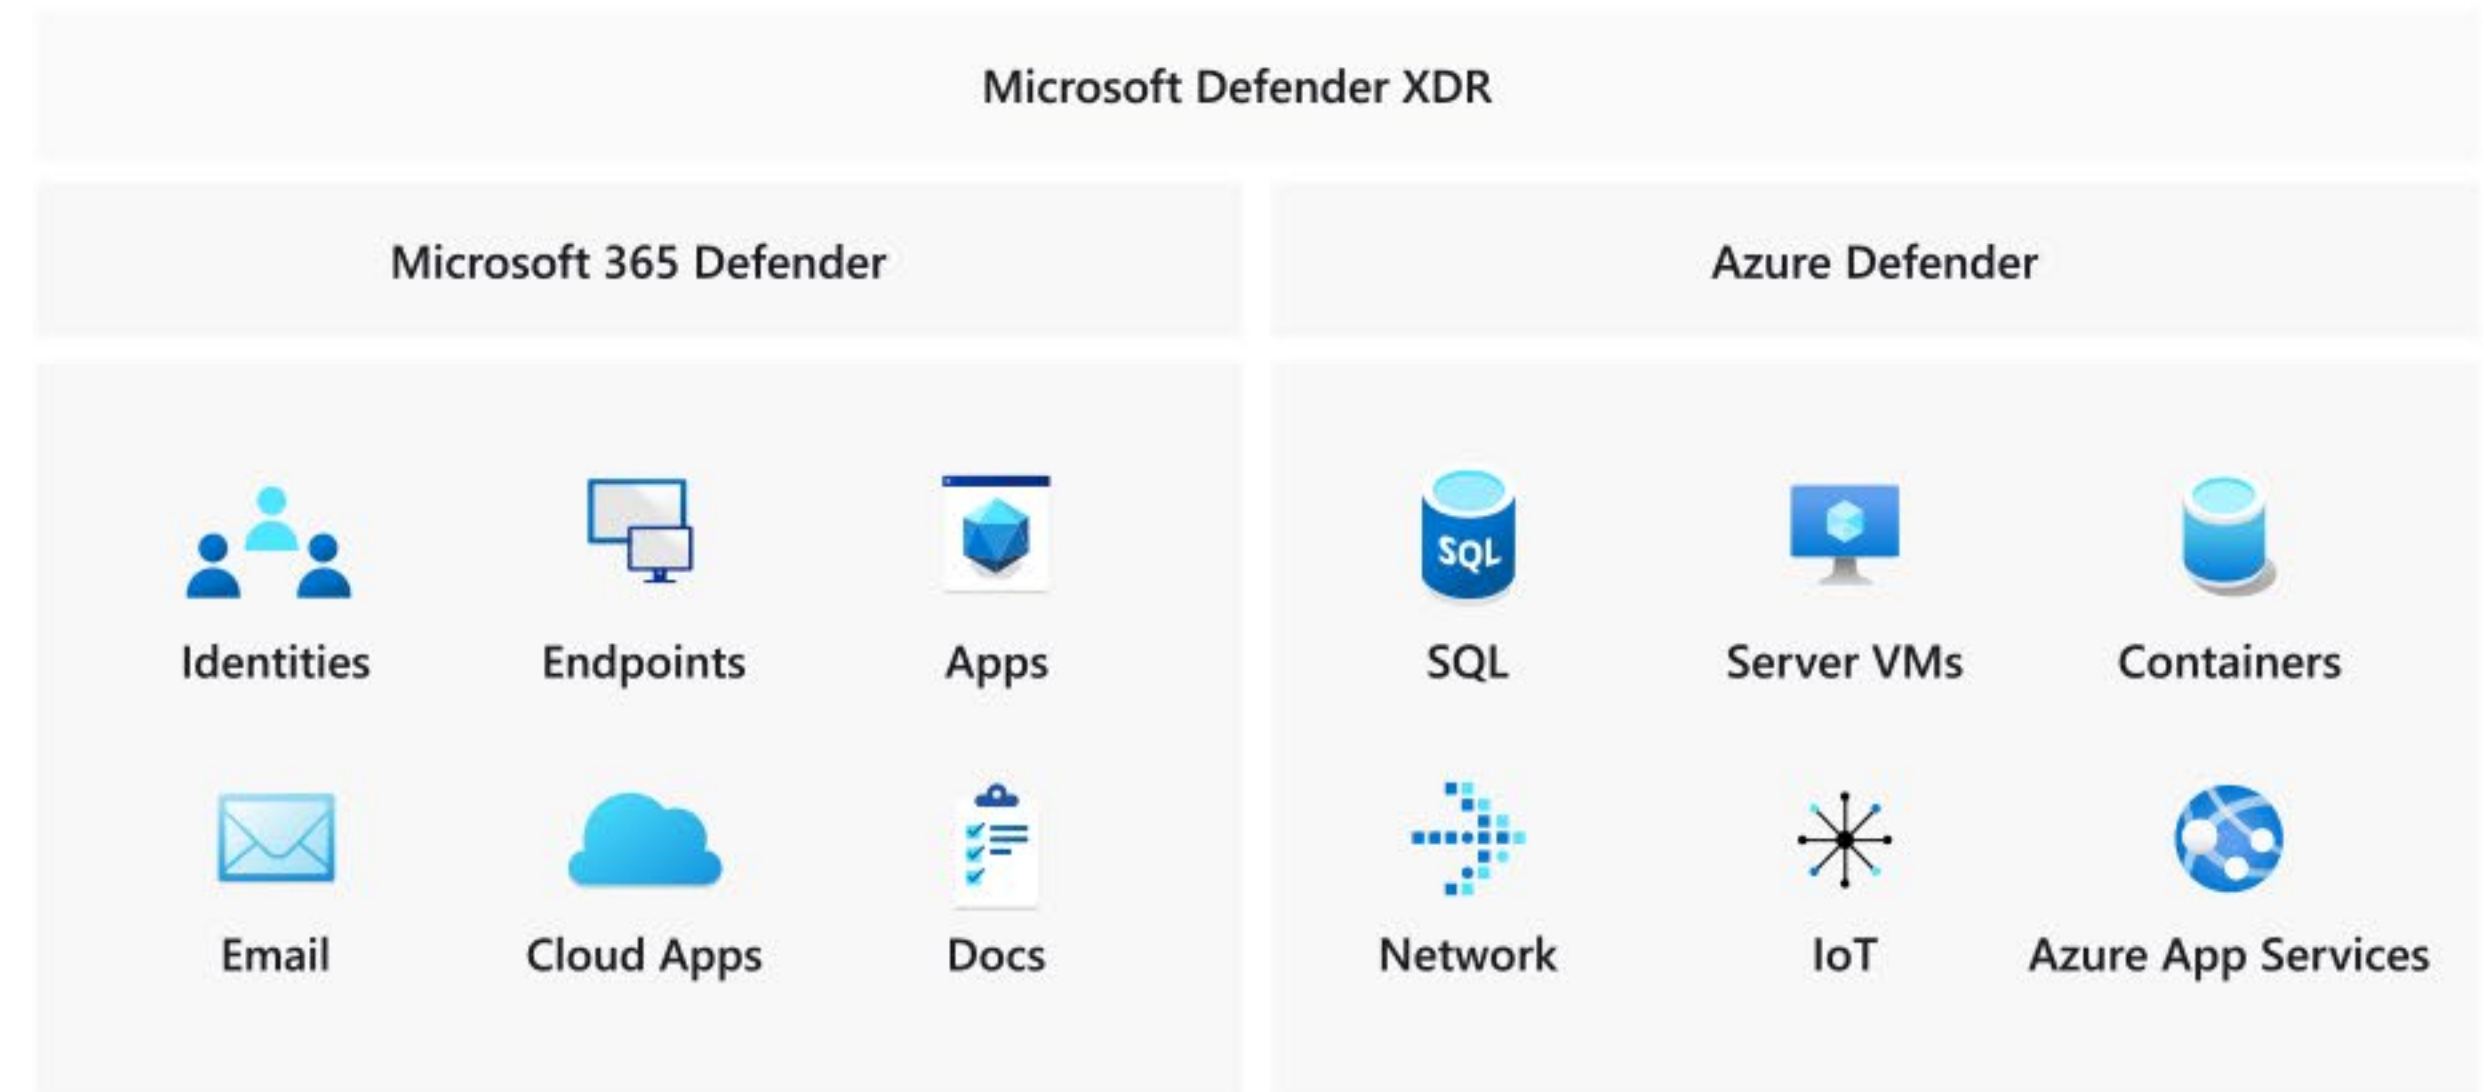 Microsoft Defender XDR
Microsoft 365 Defender
Azure Defender
Identities
Endpoints
Apps
Email
Cloud Apps
Docs
SQL
SQL
Server VMs
Containers
Network
IoT
Azure App Services